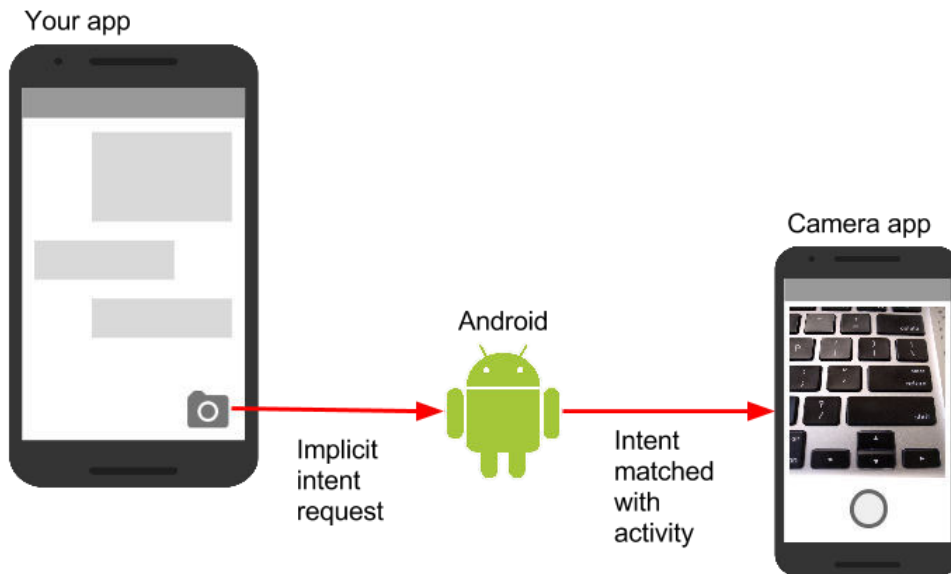 Your app
Camera app
Android
Implicit
intent
request
Intent
matched
with
activity